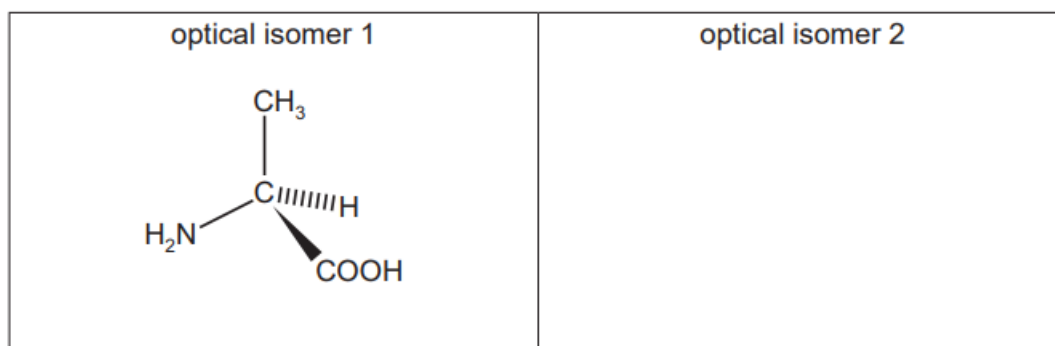 optical isomer 1
optical isomer 2
CH₃
C
H
H₂N
COOH